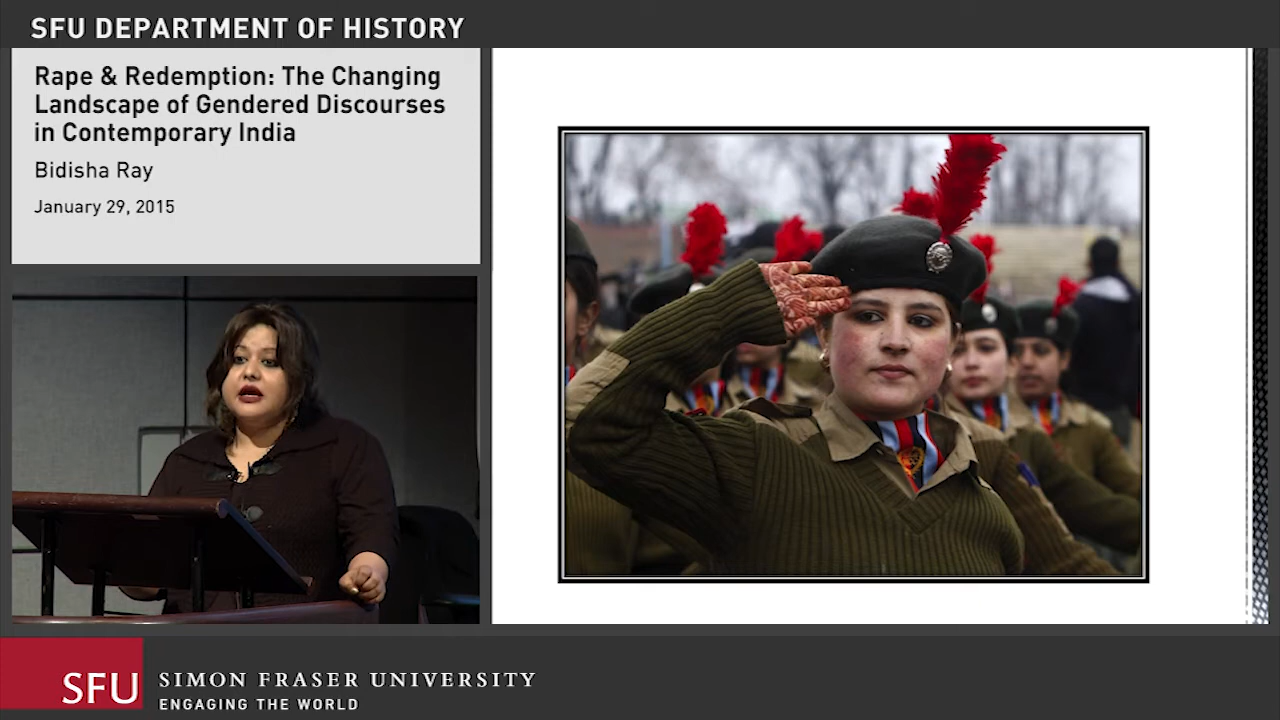 SFU DEPARTMENT OF HISTORY
Rape & Redemption: The Changing
Landscape of Gendered Discourses
in Contemporary India
Bidisha Ray
January 29, 2015
SFU
SIMON FRASER UNIVERSITY
ENGAGING THE WORLD